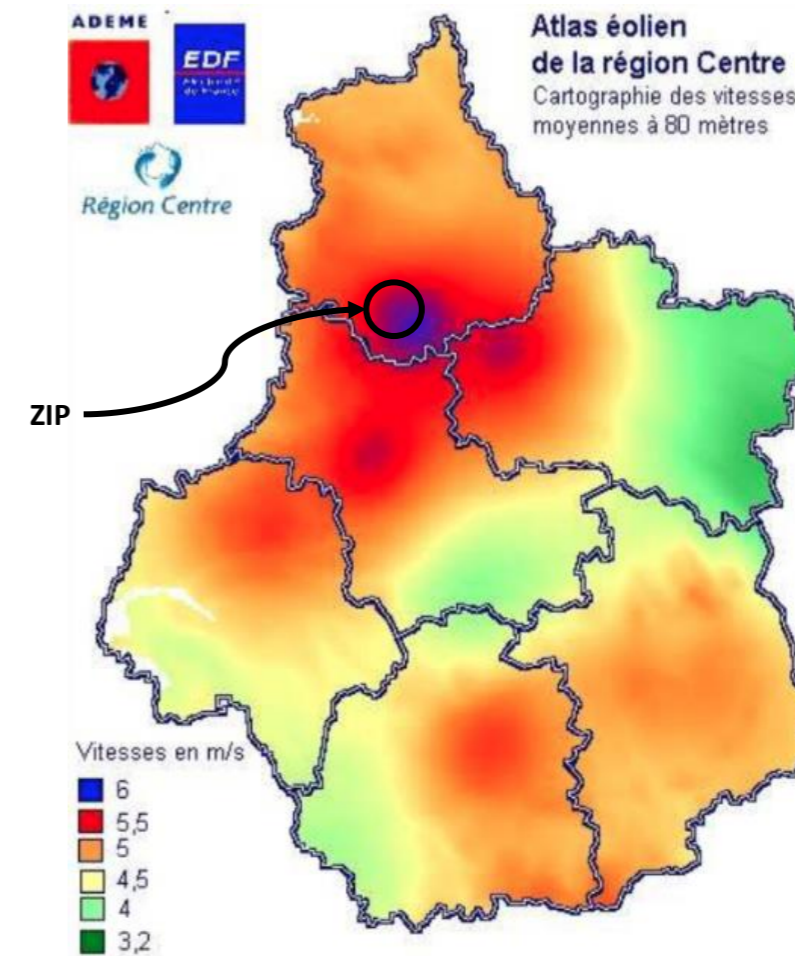 ADEME
EDF
Région Centre
Atlas éolien
de la région Centre
Cartographie des vitesses
moyennes à 80 mètres
ZIP
Vitesses en m/s
6
5,5
5
4,5
4
3,2